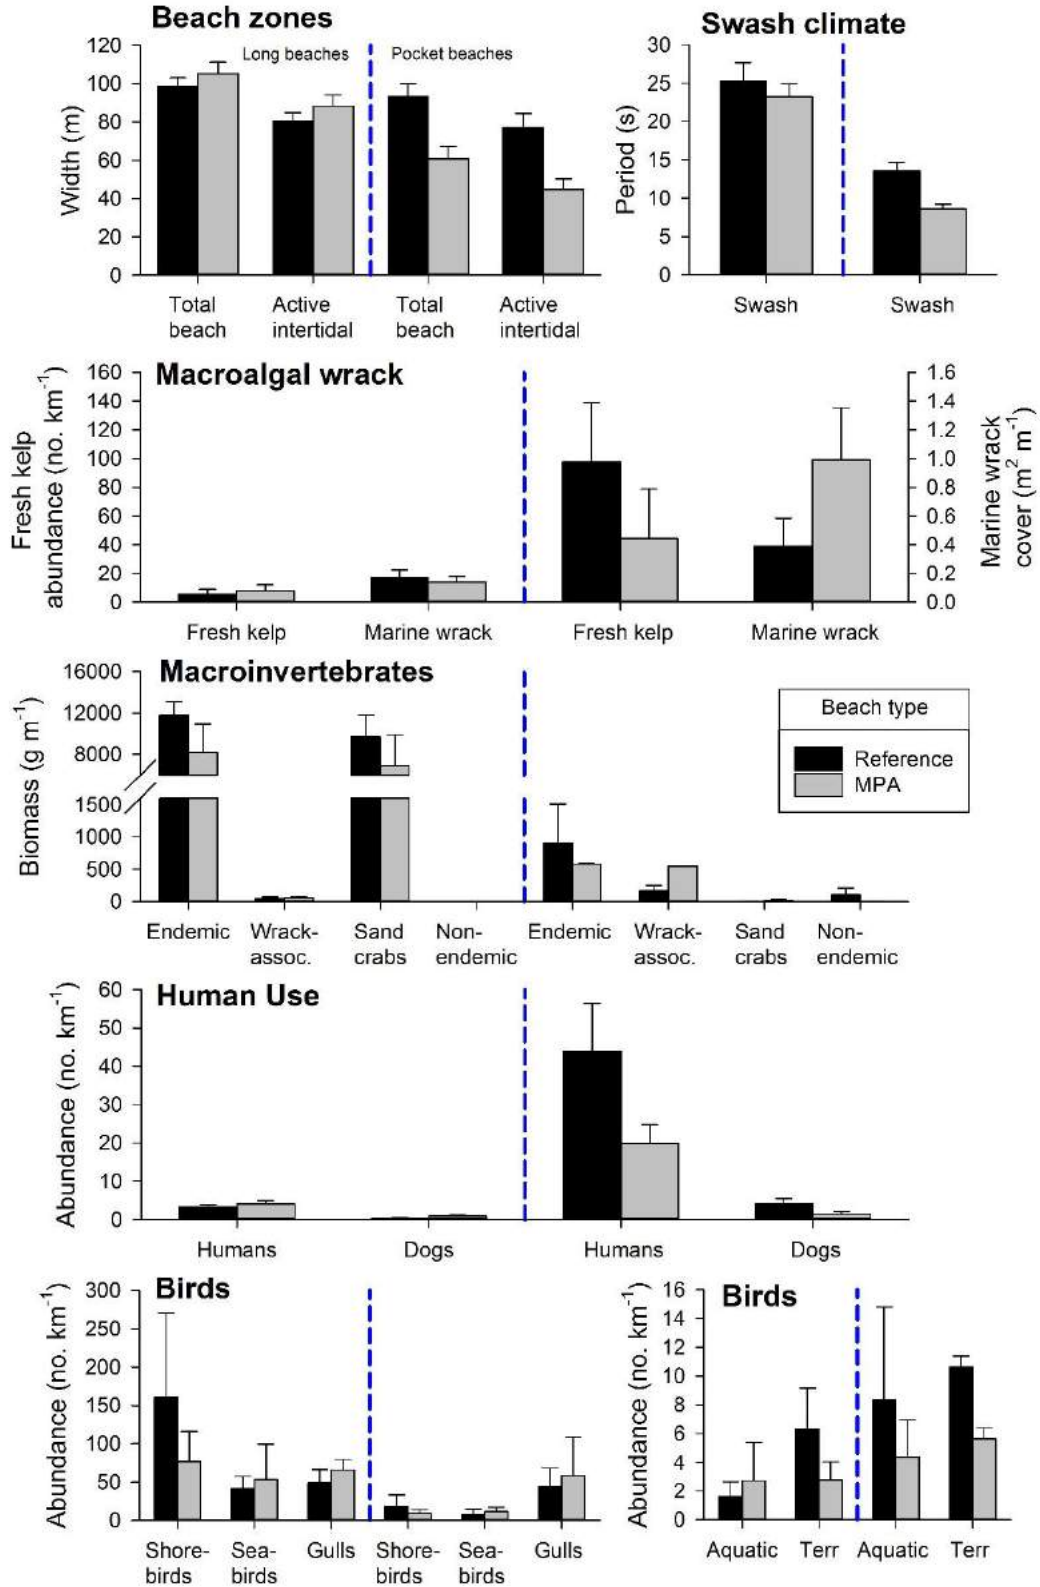 Beach zones
Long beaches
Pocket beaches
Width (m)
120
100
80
60
40
20
0
Total
beach
Active
intertidal
Total
beach
Active
intertidal
Swash climate
Period (s)
30
25
20
15
10
5
0
Swash
Swash
Macroalgal wrack
Fresh kelp
abundance (no. km⁻¹)
160
140
120
100
80
60
40
20
0
1.6
1.4
1.2
1.0
0.8
0.6
0.4
0.2
0.0
Marine wrack
cover (m² m⁻¹)
Fresh kelp
Marine wrack
Fresh kelp
Marine wrack
Macroinvertebrates
Biomass (g m⁻¹)
16000
12000
8000
1500
1000
500
0
Beach type
Reference
MPA
Endemic
Wrack-
assoc.
Sand
crabs
Non-
endemic
Endemic
Wrack-
assoc.
Sand
crabs
Non-
endemic
Human Use
Abundance (no. km⁻¹)
60
50
40
30
20
10
0
Humans
Dogs
Humans
Dogs
Birds
Abundance (no. km⁻¹)
300
250
200
150
100
50
0
Shore-
birds
Sea-
birds
Gulls
Shore-
birds
Sea-
birds
Gulls
Birds
Abundance (no. km⁻¹)
16
14
12
10
8
6
4
2
0
Aquatic
Terr
Aquatic
Terr